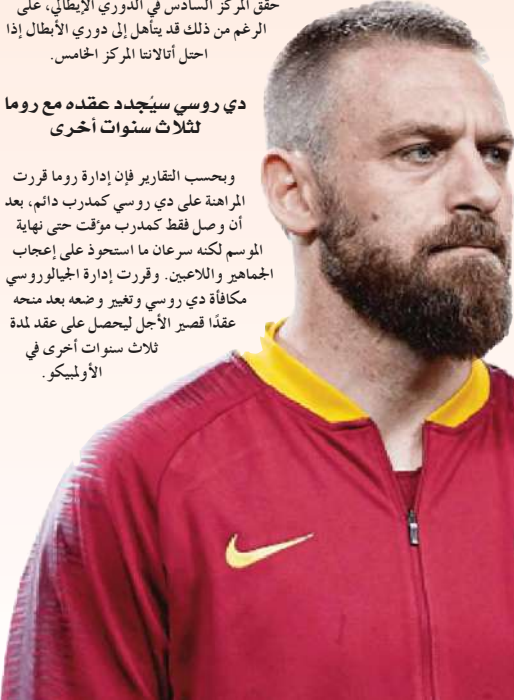 حقق المركز السادس في الدوري الإيطالي، على
الرغم من ذلك قد يتأهل إلى دوري الأبطال إذا
احتل أتالانتا المركز الخامس.
دي روسي سيُجدد عقده مع روما
لثلاث سنوات أخرى
وبحسب التقارير فإن إدارة روما قررت
المراهنة على دي روسي كمدرب دائم، بعد
أن وصل فقط كمدرب مؤقت حتى نهاية
الموسم لكنه سرعان ما استحوذ على إعجاب
الجماهير واللاعبين. وقررت إدارة الجيالوروسي
مكافأة دي روسي وتغيير وضعه بعد منحه
عقدًا قصير الأجل ليحصل على عقد لمدة
ثلاث سنوات أخرى في
الأولمبيكو.